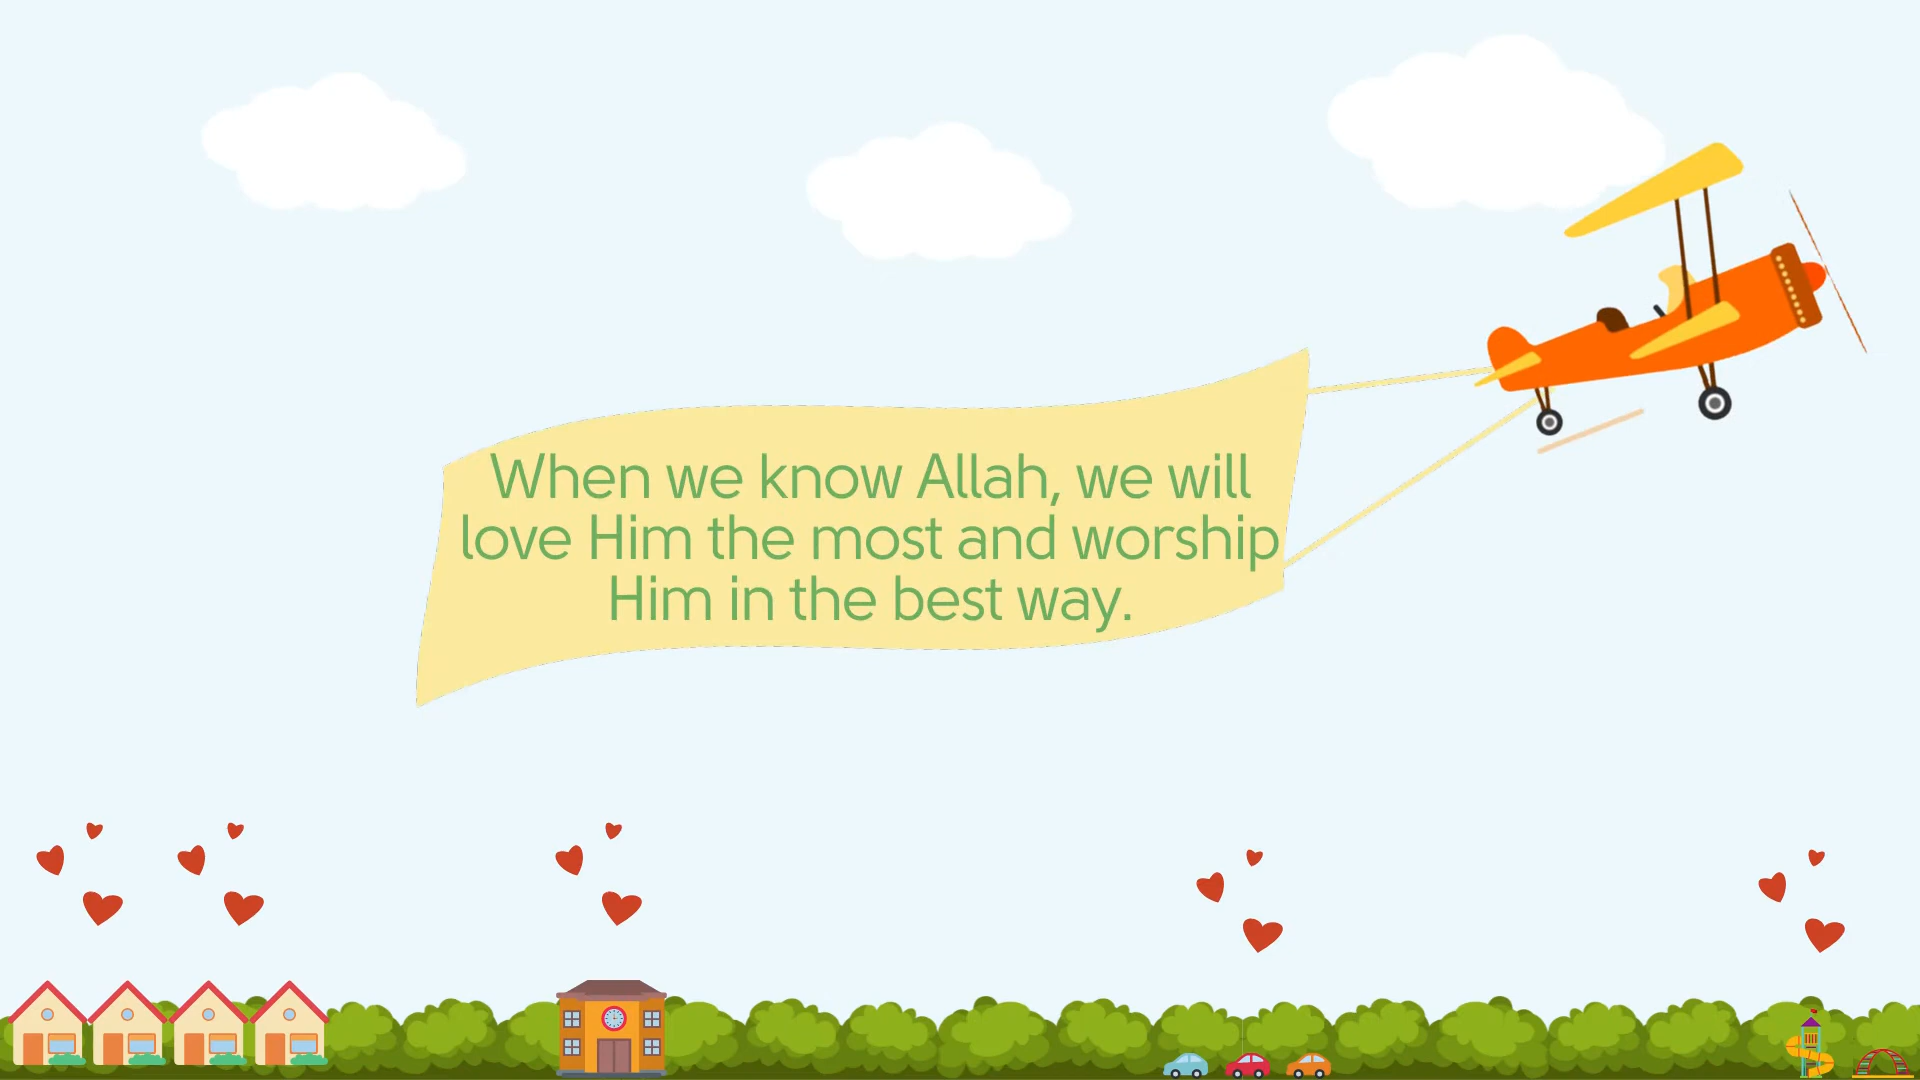 When we know Allah, we will
love Him the most and worship
Him in the best way.